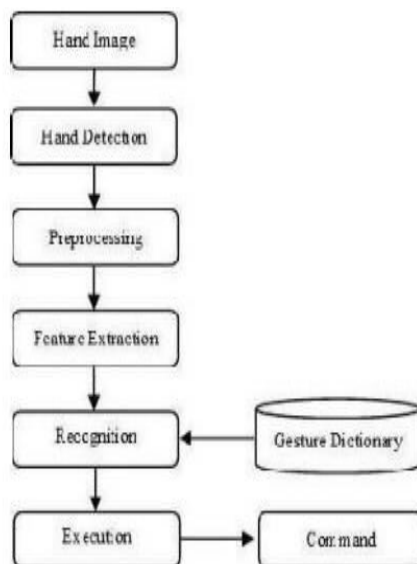 Hand Image
Hand Detection
Preprocessing
Feature Extraction
Recognition
Gesture Dictionary
Execution
Command